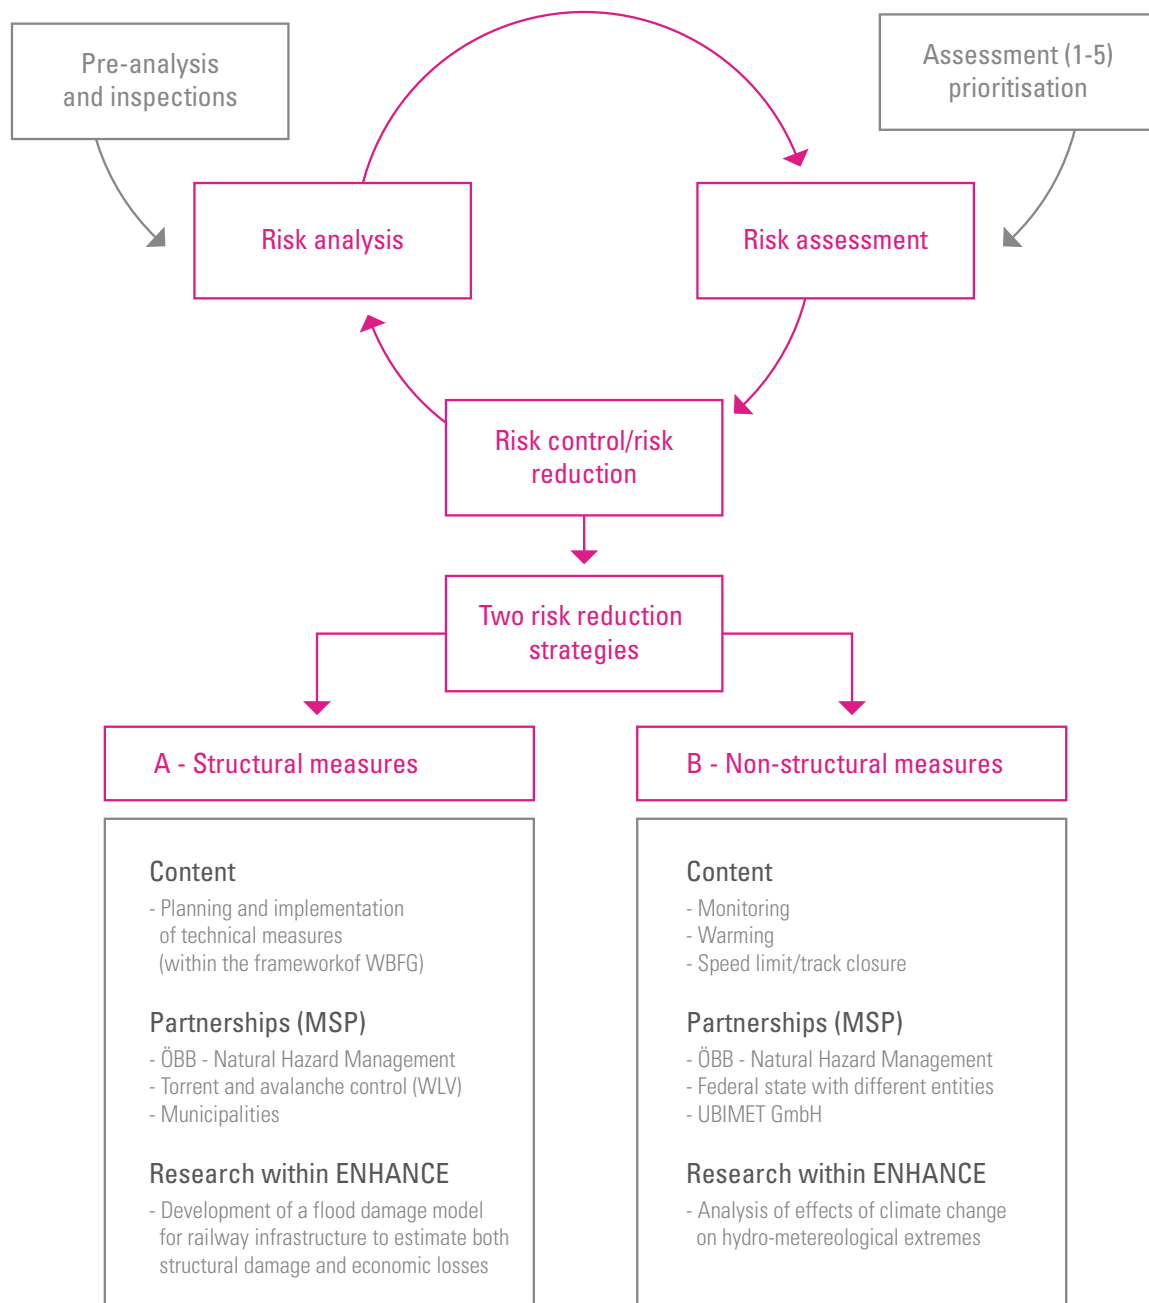 Pre-analysis
and inspections
Assessment (1-5)
prioritisation
Risk analysis
Risk assessment
Risk control/risk
reduction
Two risk reduction
strategies
A - Structural measures
B - Non-structural measures
Content
- Planning and implementation
of technical measures
(within the frameworkof WBFG)
Partnerships (MSP)
- ÖBB - Natural Hazard Management
- Torrent and avalanche control (WLV)
- Municipalities
Research within ENHANCE
- Development of a flood damage model
for railway infrastructure to estimate both
structural damage and economic losses
Content
- Monitoring
- Warming
- Speed limit/track closure
Partnerships (MSP)
- ÖBB - Natural Hazard Management
- Federal state with different entities
- UBIMET GmbH
Research within ENHANCE
- Analysis of effects of climate change
on hydro-metereological extremes